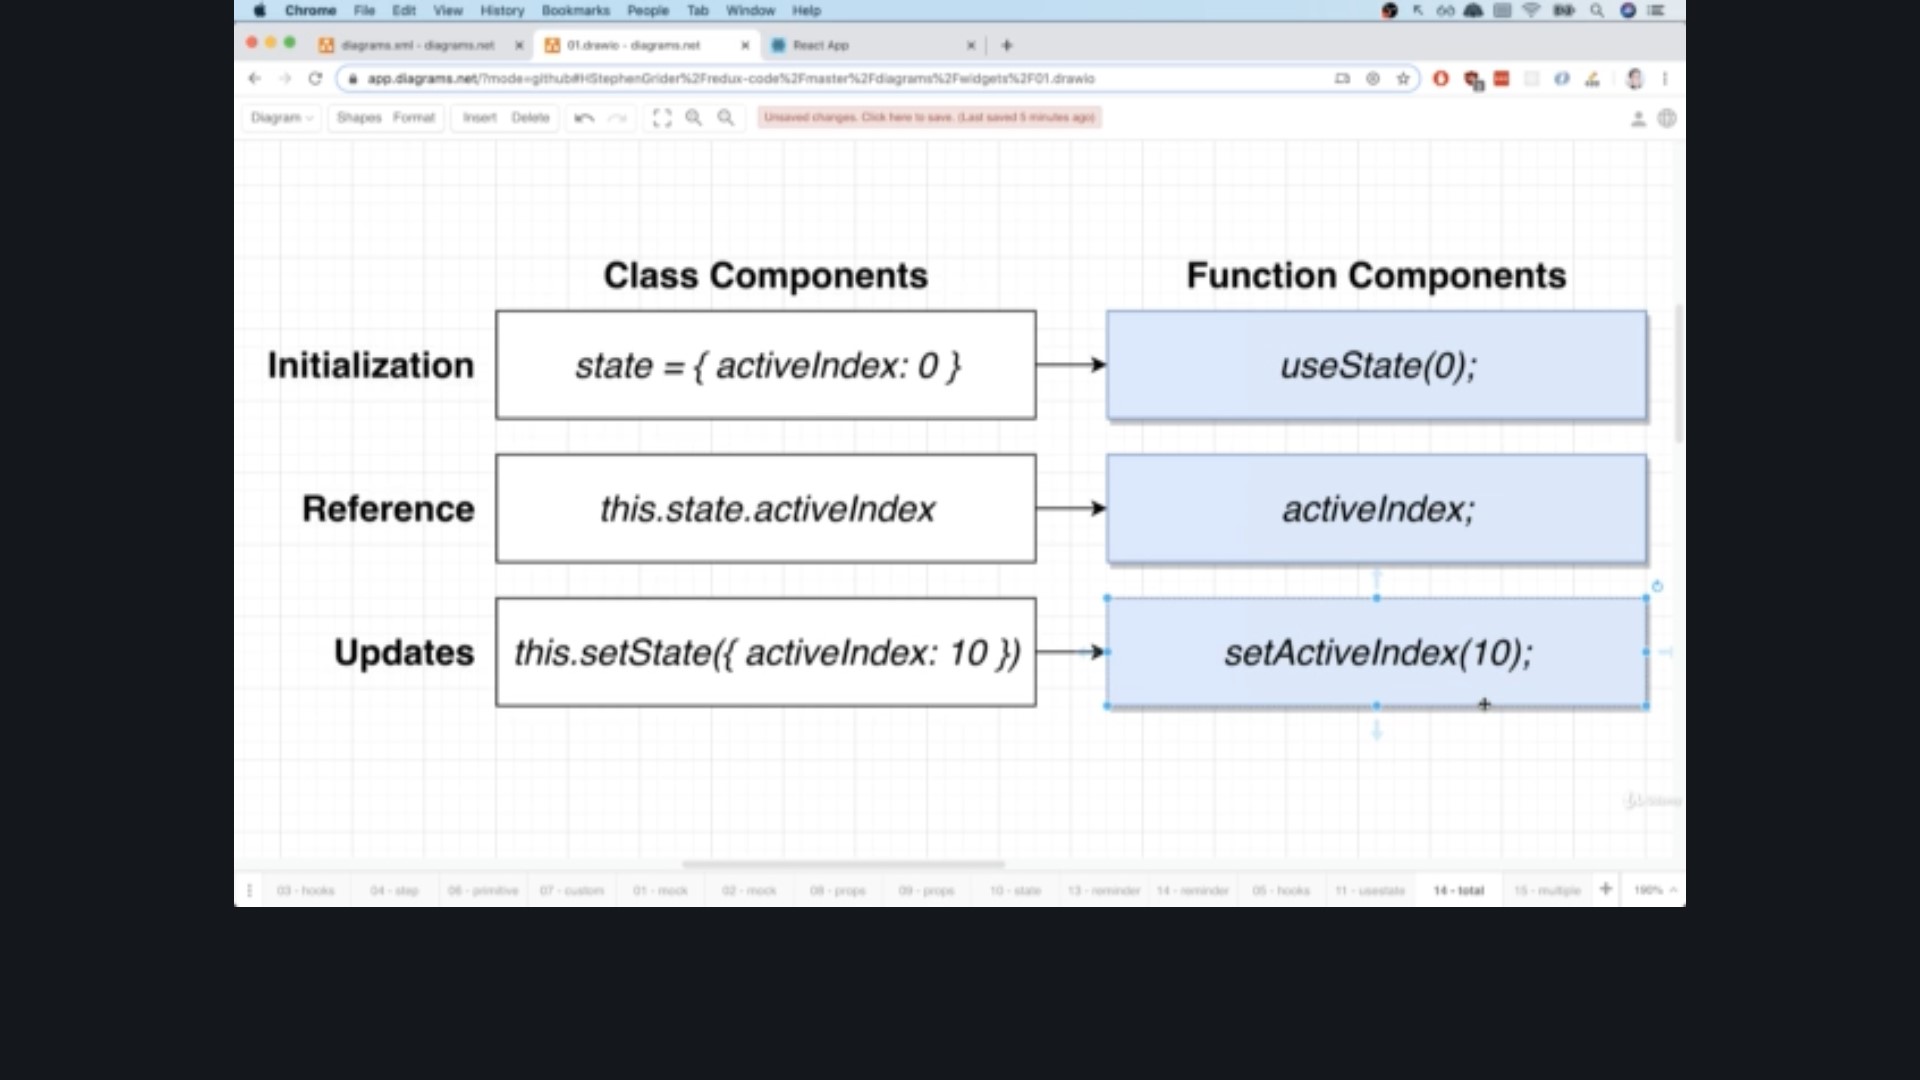 Chrome File Edit View History Bookmarks People Tab Window Help
diagrams.xml - diagrams.net
01.drawio - diagrams.net
React App
app.diagrams.net/?mode=github#HStephenGrider%2Fredux-code%2Fmaster%2Fdiagrams%2Fwidgets%2F01.drawio
Diagram Shapes Format Insert Delete
Unsaved changes. Click here to save. (Last saved 5 minutes ago)
Class Components
Function Components
Initialization
state = { activeIndex: 0 }
useState(0);
Reference
this.state.activeIndex
activeIndex;
Updates
this.setState({ activeIndex: 10 })
setActiveIndex(10);
03 - hooks 04 - step 06 - primitive 07 - custom 01 - mock 02 - mock 08 - props 09 - props 10 - state 13 - reminder 14 - reminder 05 - hooks 11 - usestate 14 - total 15 - multiple 190%